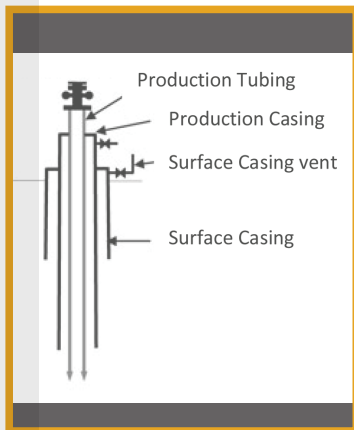 Production Tubing
Production Casing
Surface Casing vent
Surface Casing